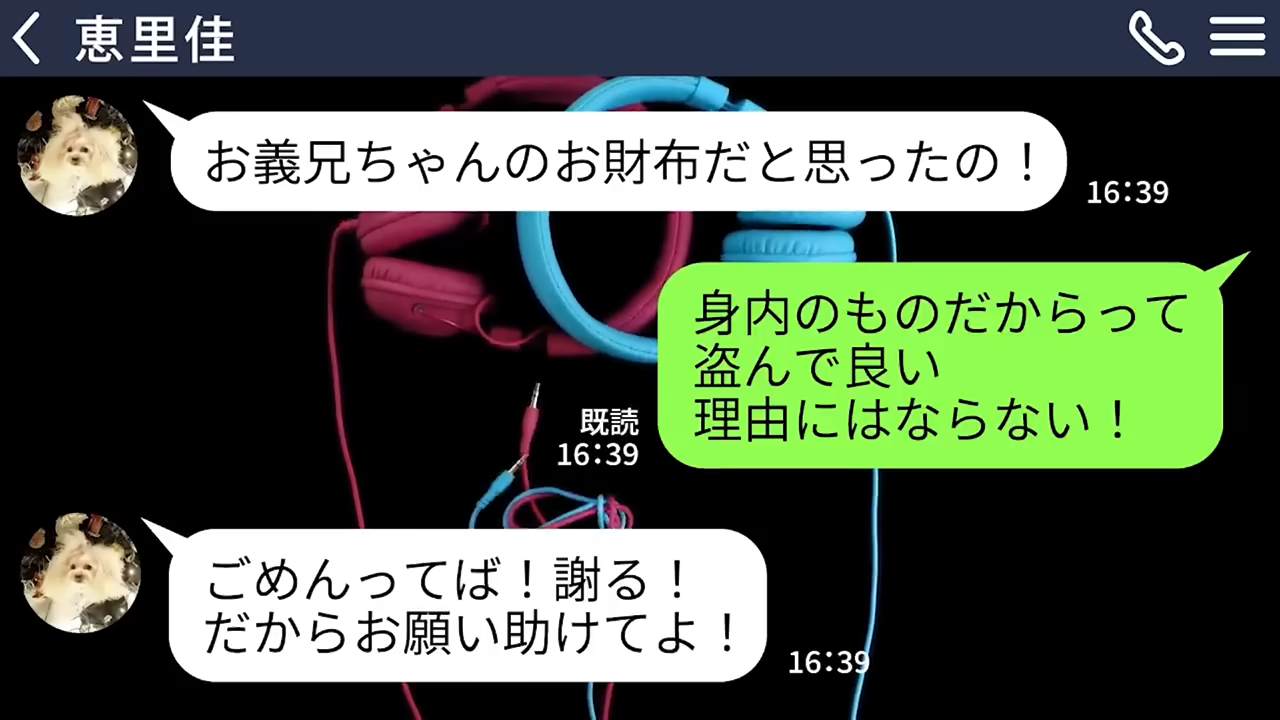 恵里佳
お義兄ちゃんのお財布だと思ったの！
16:39
身内のものだからって
盗んで良い
理由にはならない！
既読
16:39
ごめんってば！謝る！
だからお願い助けてよ！
16:39